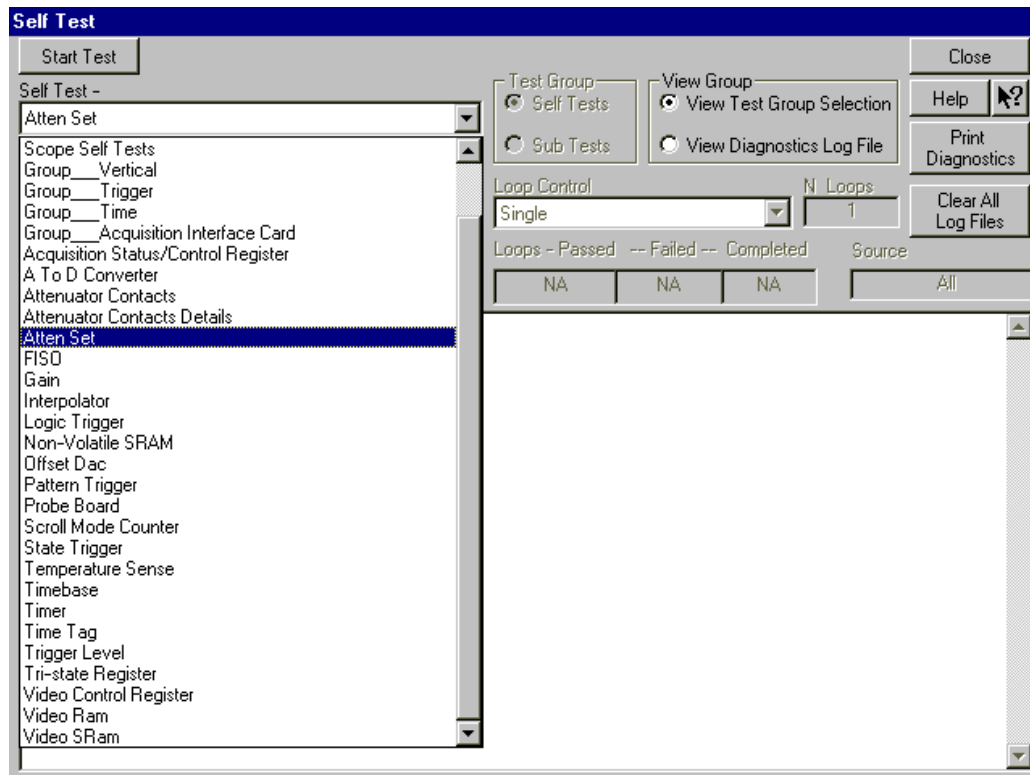 Self Test
Start Test
Close
Self Test -
Atten Set
Test Group
Self Tests
Sub Tests
View Group
View Test Group Selection
View Diagnostics Log File
Help
?
Print
Diagnostics
Clear All
Log Files
Loop Control
N Loops
Single
1
Loops - Passed --- Failed --- Completed
Source
NA
NA
NA
All
Scope Self Tests
Group___Vertical
Group___Trigger
Group___Time
Group___Acquisition Interface Card
Acquisition Status/Control Register
A To D Converter
Attenuator Contacts
Attenuator Contacts Details
Atten Set
FISO
Gain
Interpolator
Logic Trigger
Non-Volatile SRAM
Offset Dac
Pattern Trigger
Probe Board
Scroll Mode Counter
State Trigger
Temperature Sense
Timebase
Timer
Time Tag
Trigger Level
Tri-state Register
Video Control Register
Video Ram
Video SRam